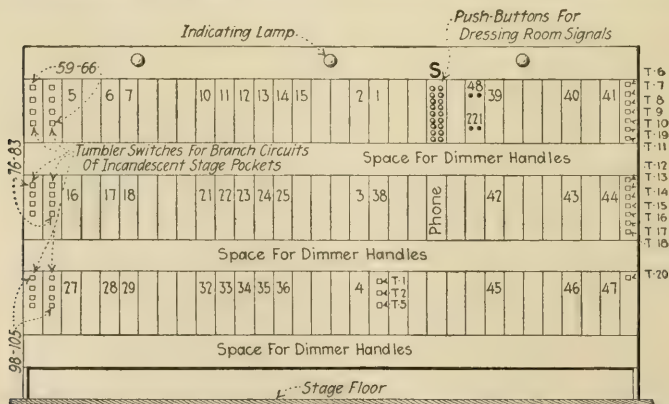 Push-Buttons For
Dressing Room Signals
Indicating Lamp
S
59-66
5 6 7 10 11 12 13 14 15 2 1 48 39 40 41
221
T·6
T·7
T·8
T·9
T·10
T·19
T·11
Tumbler Switches For Branch Circuits
Of Incandescent Stage Pockets
Space For Dimmer Handles
76-83
T·12
T·13
T·14
T·15
T·16
T·17
T·18
16 17 18 21 22 23 24 25 3 38 Phone 42 43 44
Space For Dimmer Handles
27 28 29 32 33 34 35 36 4 T·1 45 46 47 T·20
T·2
T·5
98-105
Space For Dimmer Handles
Stage Floor